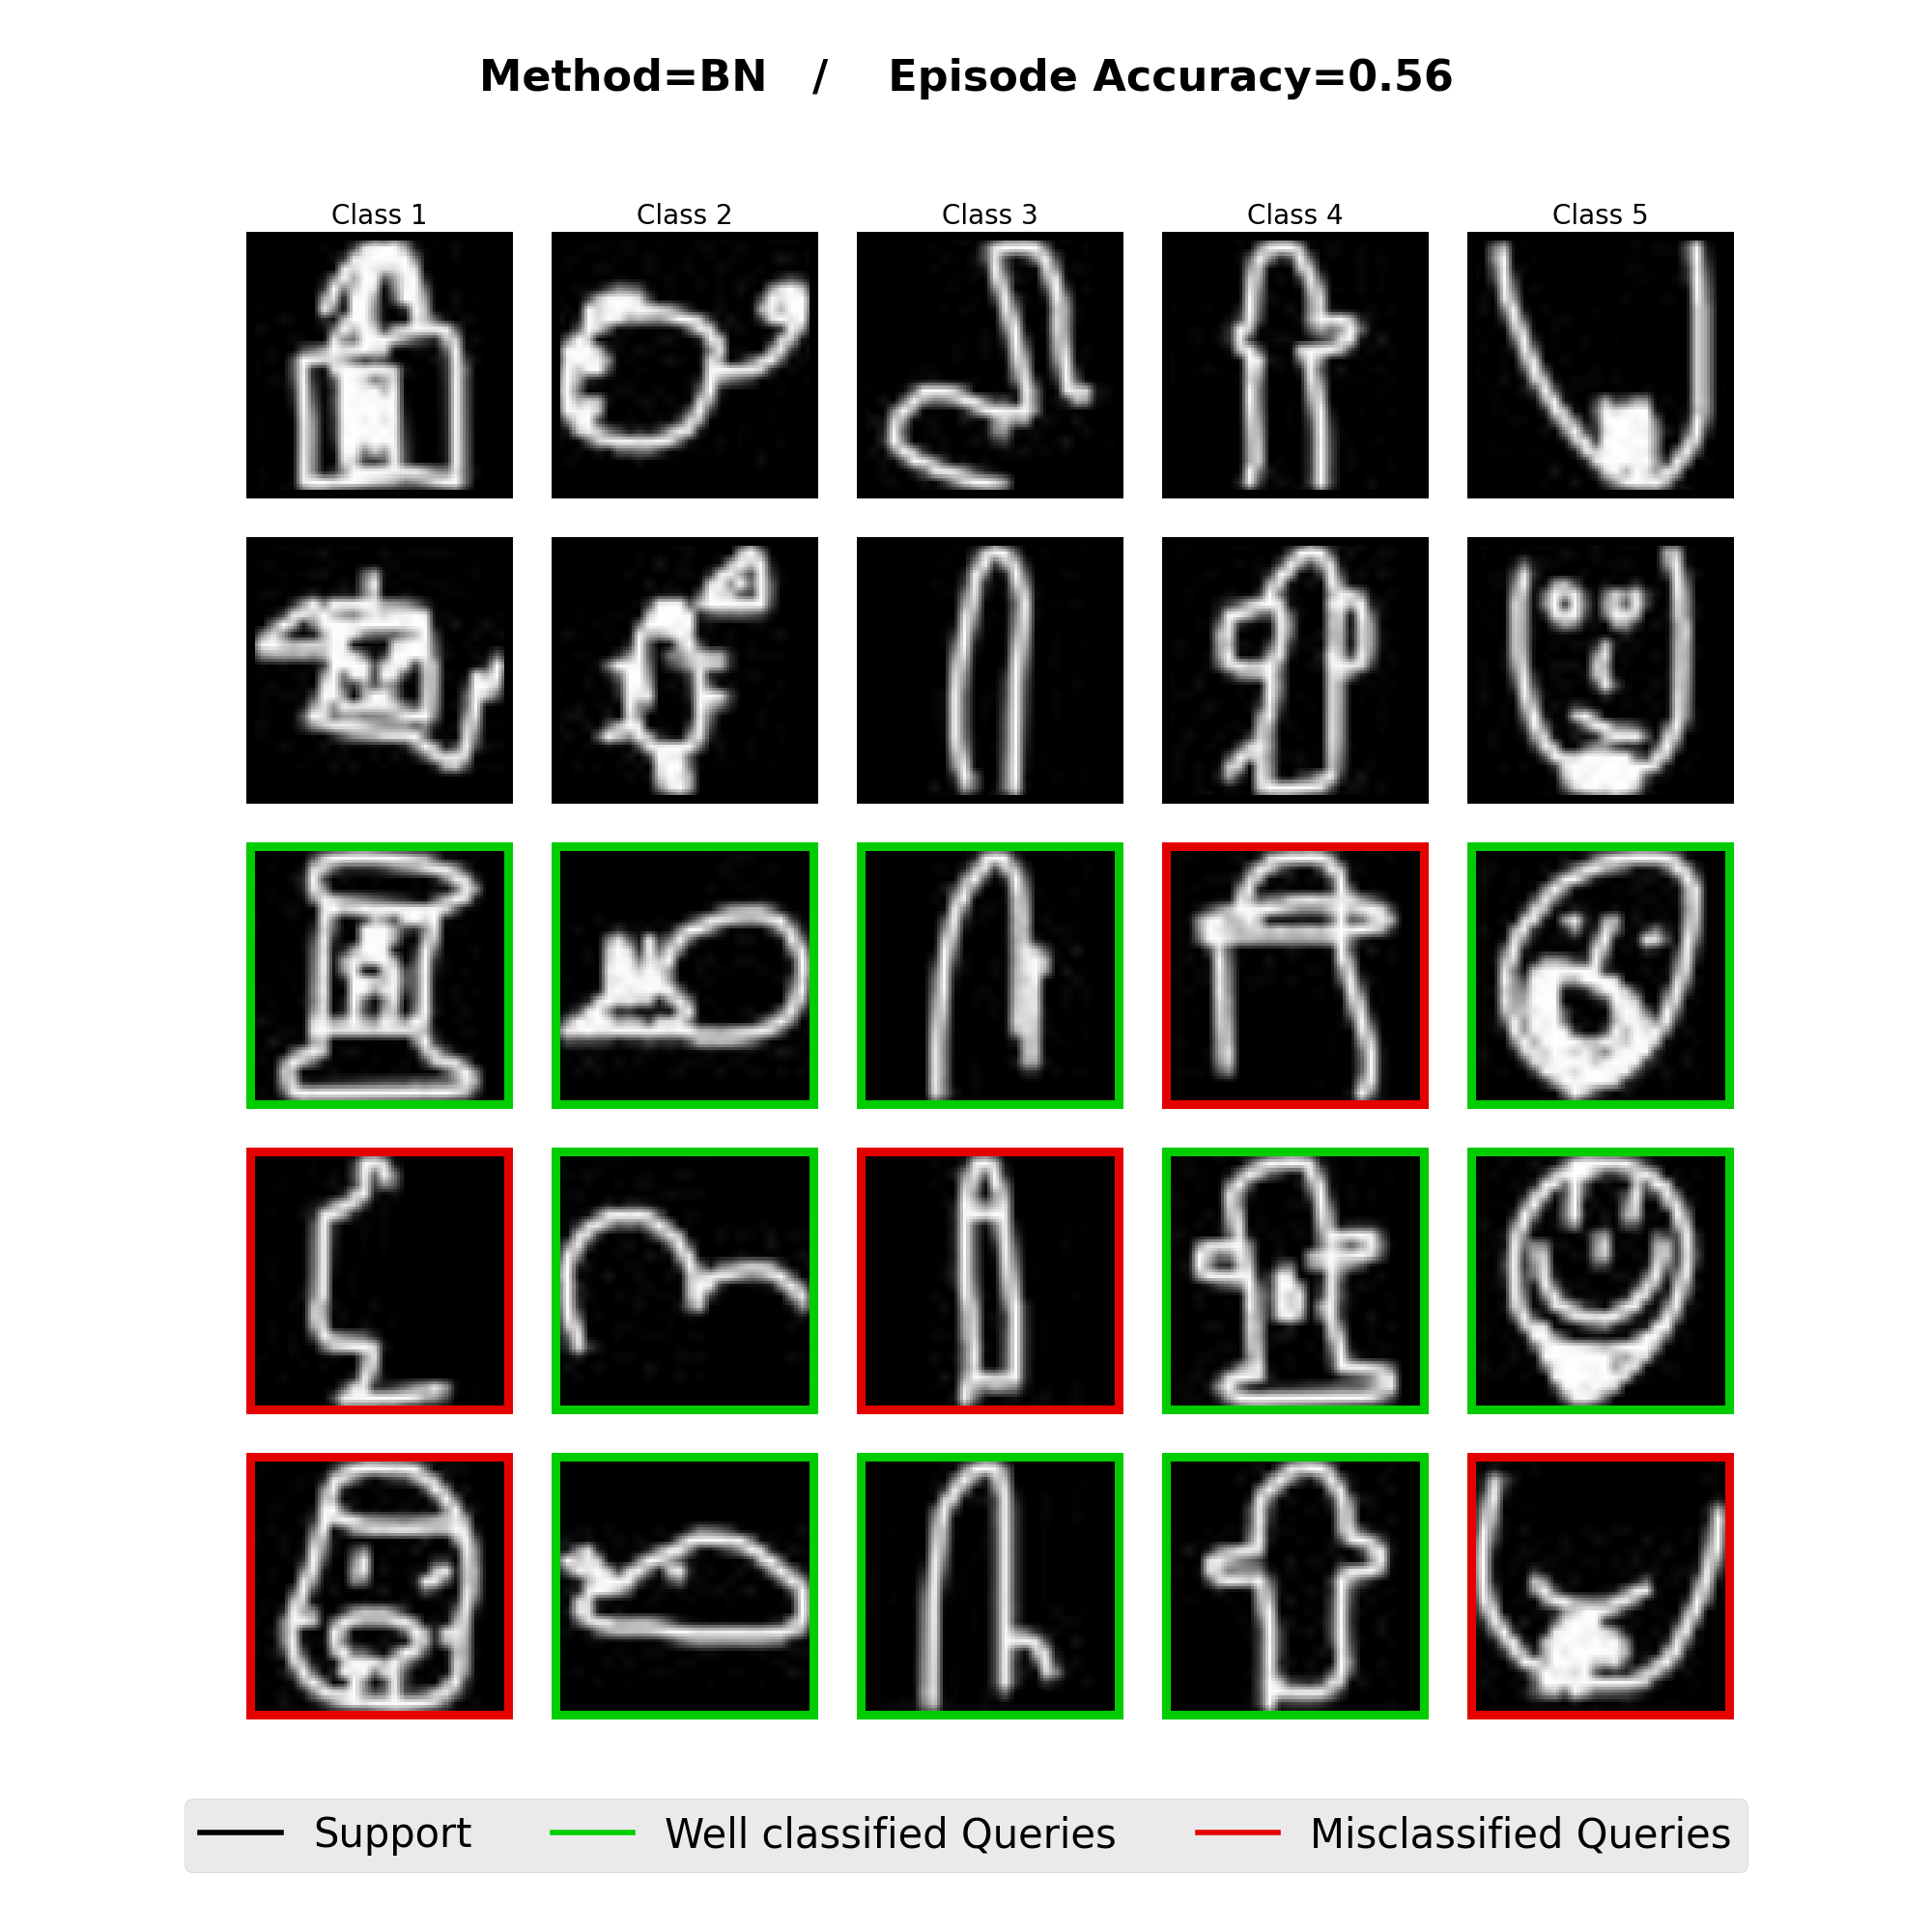 Method=BN / Episode Accuracy=0.56
Class 1 Class 2 Class 3 Class 4 Class 5
Support Well classified Queries Misclassified Queries